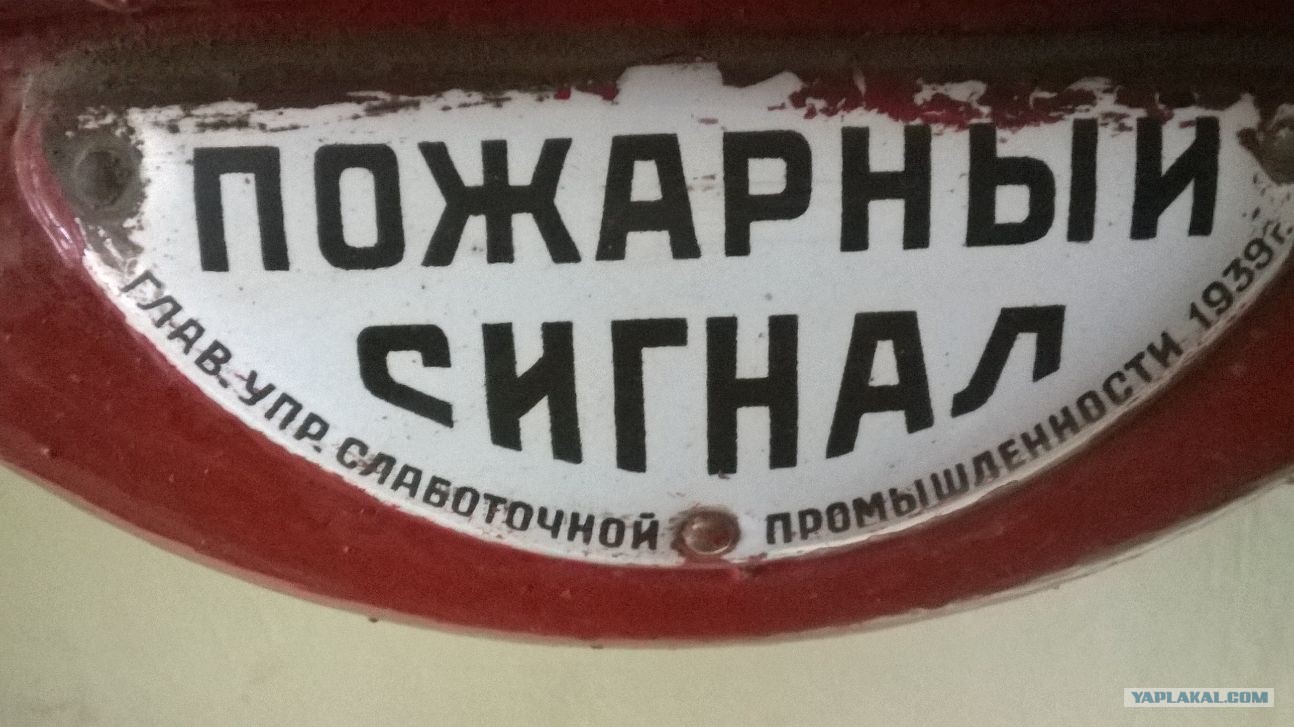 ПОЖАРНЫЙ
СИГНАЛ
ГЛАВ. УПР. СЛАБОТОЧНОЙ ПРОМЫШЛЕННОСТИ 1939г.
YAPLAKAL.COM